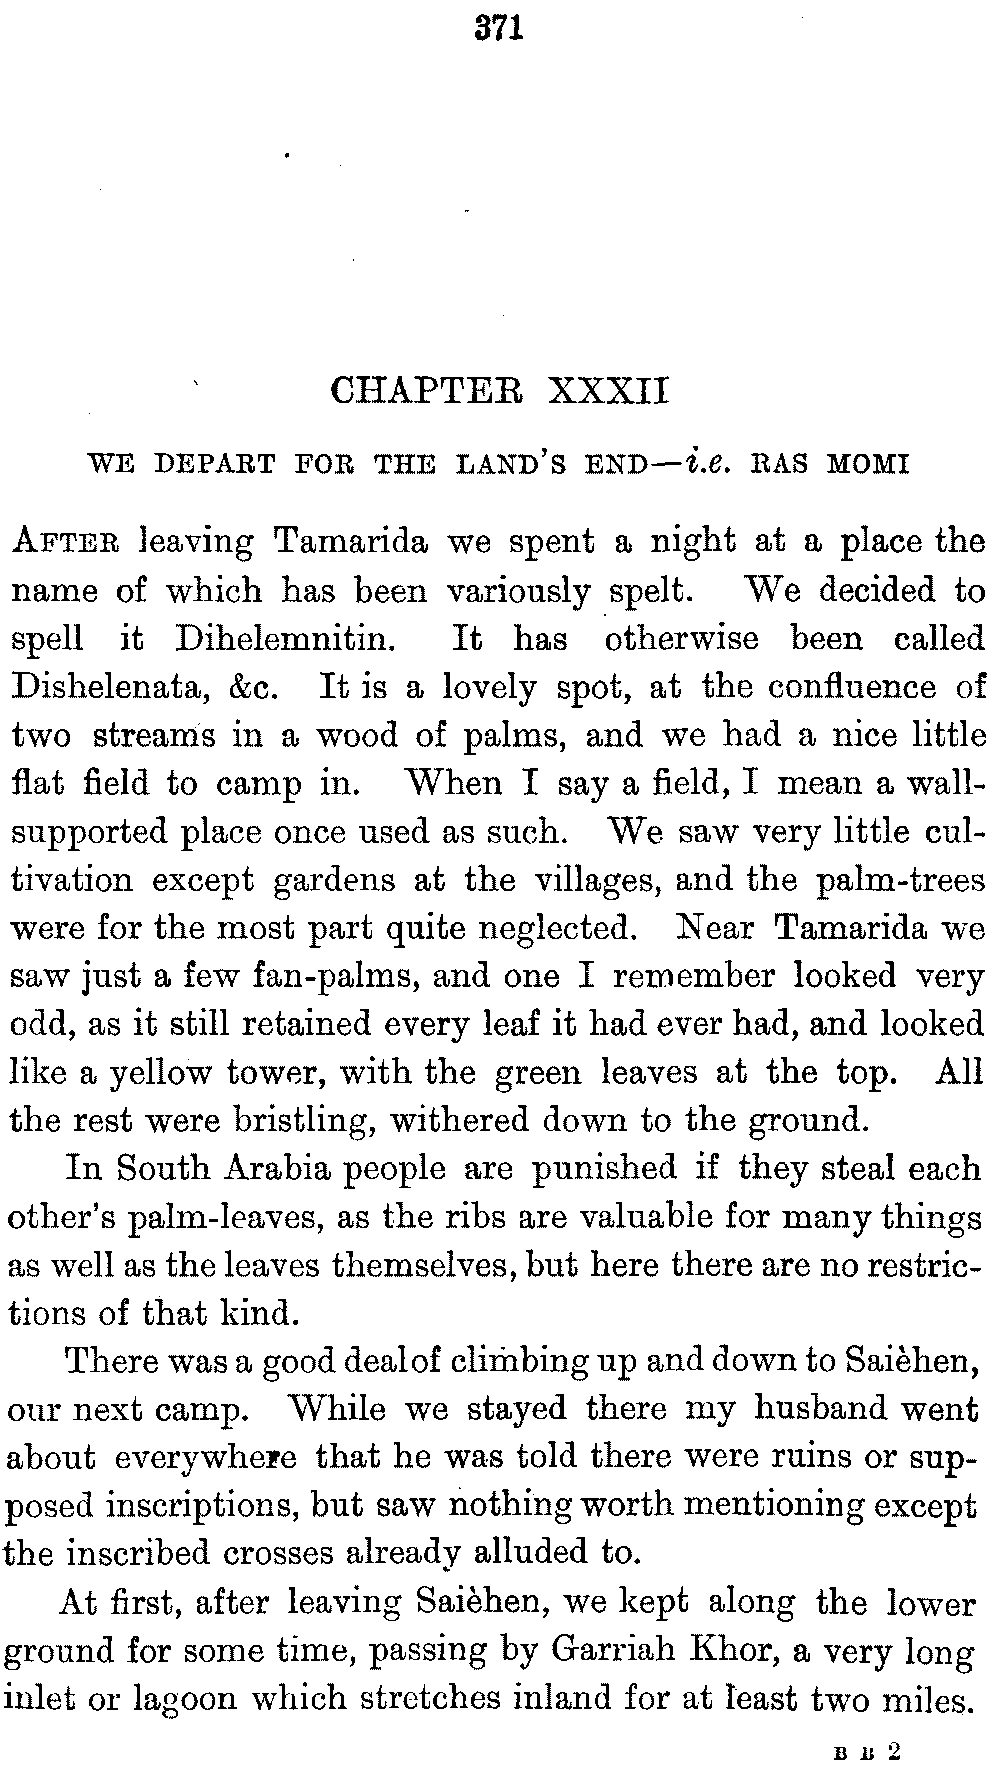 371
CHAPTER XXXII
WE DEPART FOR THE LAND'S END—i.e. RAS MOMI
AFTER leaving Tamarida we spent a night at a place the
name of which has been variously spelt. We decided to
spell it Dihelemnitin. It has otherwise been called
Dishelenata, &c. It is a lovely spot, at the confluence of
two streams in a wood of palms, and we had a nice little
flat field to camp in. When I say a field, I mean a wall-
supported place once used as such. We saw very little cul-
tivation except gardens at the villages, and the palm-trees
were for the most part quite neglected. Near Tamarida we
saw just a few fan-palms, and one I remember looked very
odd, as it still retained every leaf it had ever had, and looked
like a yellow tower, with the green leaves at the top. All
the rest were bristling, withered down to the ground.
In South Arabia people are punished if they steal each
other's palm-leaves, as the ribs are valuable for many things
as well as the leaves themselves, but here there are no restric-
tions of that kind.
There was a good deal of climbing up and down to Saièhen,
our next camp. While we stayed there my husband went
about everywhere that he was told there were ruins or sup-
posed inscriptions, but saw nothing worth mentioning except
the inscribed crosses already alluded to.
At first, after leaving Saièhen, we kept along the lower
ground for some time, passing by Garriah Khor, a very long
inlet or lagoon which stretches inland for at least two miles.
B B 2